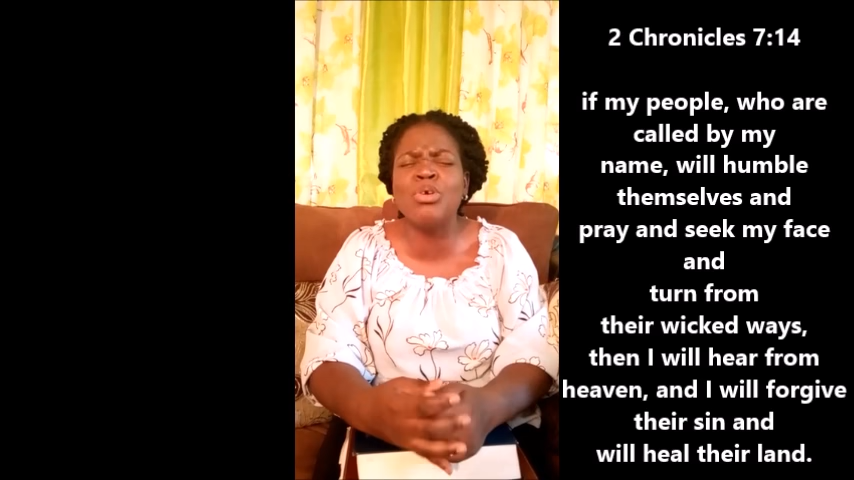 2 Chronicles 7:14
if my people, who are
called by my
name, will humble
themselves and
pray and seek my face
and
turn from
their wicked ways,
then I will hear from
heaven, and I will forgive
their sin and
will heal their land.